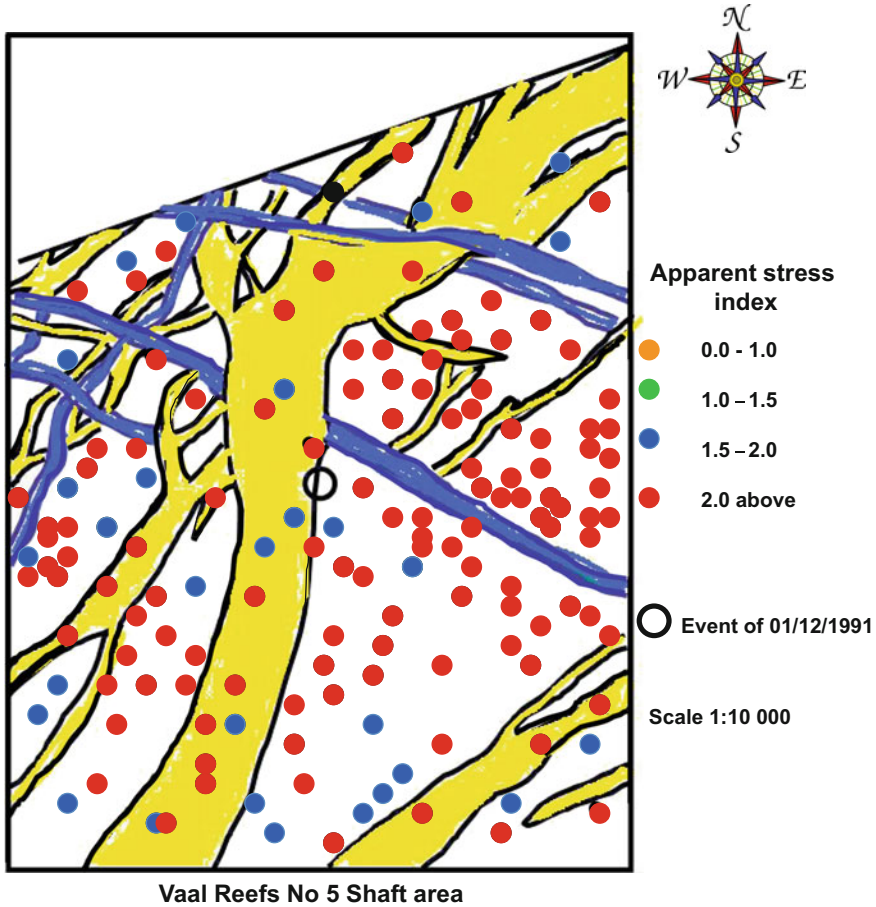 N
W E
S
Apparent stress
index
0.0 - 1.0
1.0 – 1.5
1.5 – 2.0
2.0 above
Event of 01/12/1991
Scale 1:10 000
Vaal Reefs No 5 Shaft area